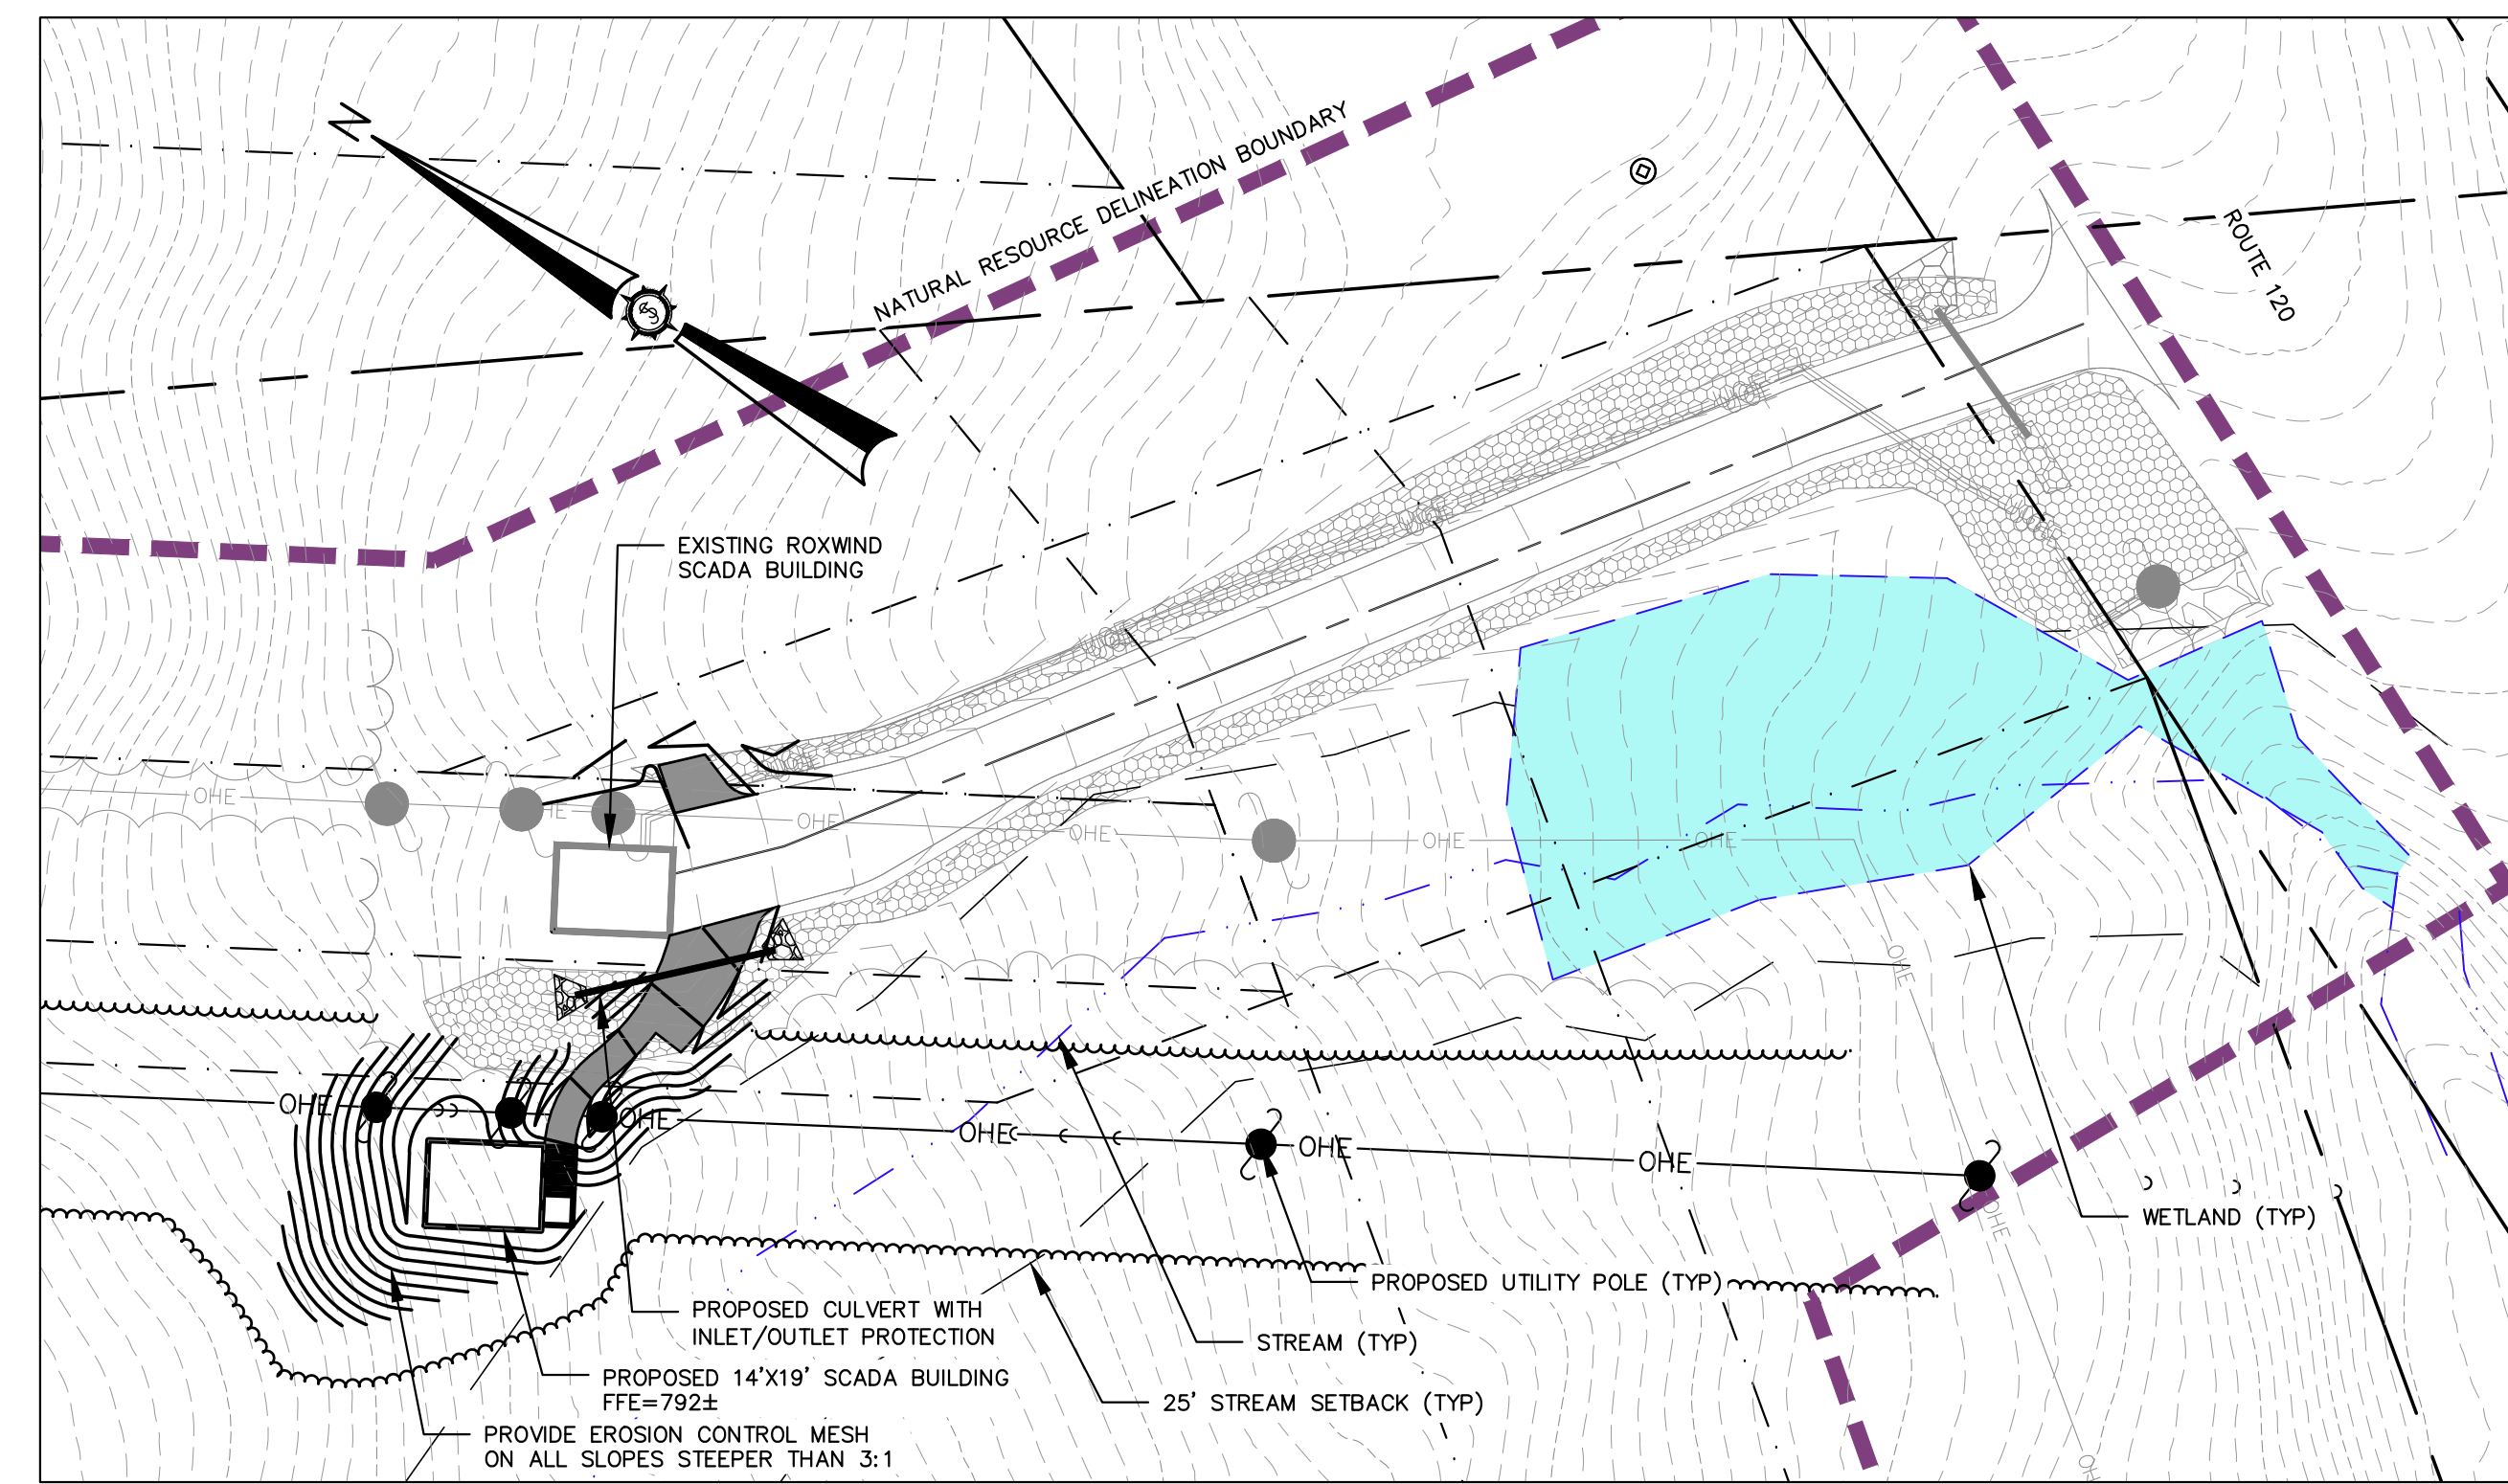 N
NATURAL RESOURCE DELINEATION BOUNDARY
ROUTE 120
EXISTING ROXWIND
SCADA BUILDING
OHE
OHE
OHE
OHE
OHE
OHE
OHE
OHE
OHE
OHE
OHE
OHE
OHE
OHE
WETLAND (TYP)
PROPOSED UTILITY POLE (TYP)
PROPOSED CULVERT WITH
INLET/OUTLET PROTECTION
STREAM (TYP)
PROPOSED 14'X19' SCADA BUILDING
FFE=792±
25' STREAM SETBACK (TYP)
PROVIDE EROSION CONTROL MESH
ON ALL SLOPES STEEPER THAN 3:1